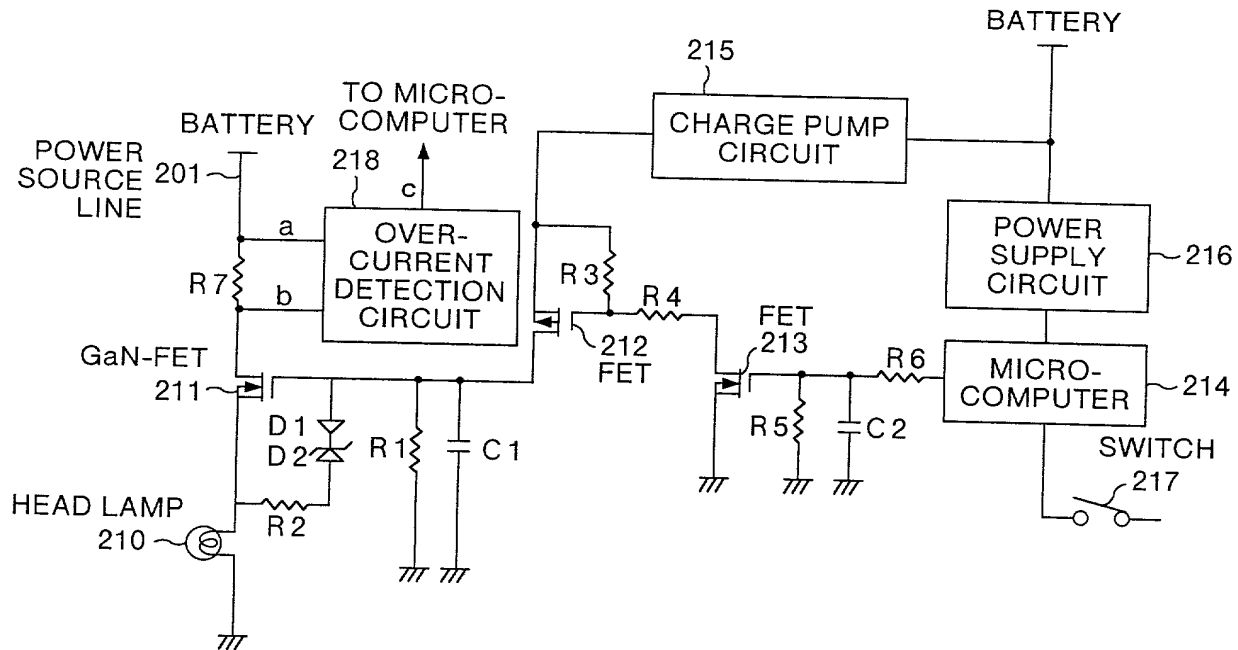 BATTERY
215
CHARGE PUMP
CIRCUIT
TO MICRO-
COMPUTER
BATTERY
POWER
SOURCE
LINE
201
218
c
a
OVER-
CURRENT
DETECTION
CIRCUIT
R7
b
POWER
SUPPLY
CIRCUIT
216
R3
R4
212
FET
FET
213
GaN-FET
211
R6
MICRO-
COMPUTER
214
D1
D2
R1
C1
R5
C2
SWITCH
217
R2
HEAD LAMP
210